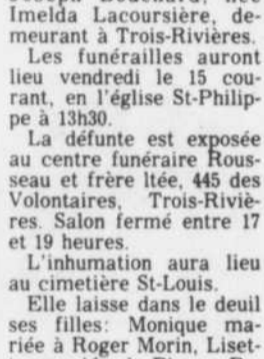 Imelda Lacoursière, de-
meurant à Trois-Rivières.
Les funérailles auront
lieu vendredi le 15 cou-
rant, en l'église St-Philip-
pe à 13h30.
La défunte est exposée
au centre funéraire Rous-
seau et frère ltée, 445 des
Volontaires, Trois-Riviè-
res. Salon fermé entre 17
et 19 heures.
L'inhumation aura lieu
au cimetière St-Louis.
Elle laisse dans le deuil
ses filles: Monique ma-
riée à Roger Morin, Liset-